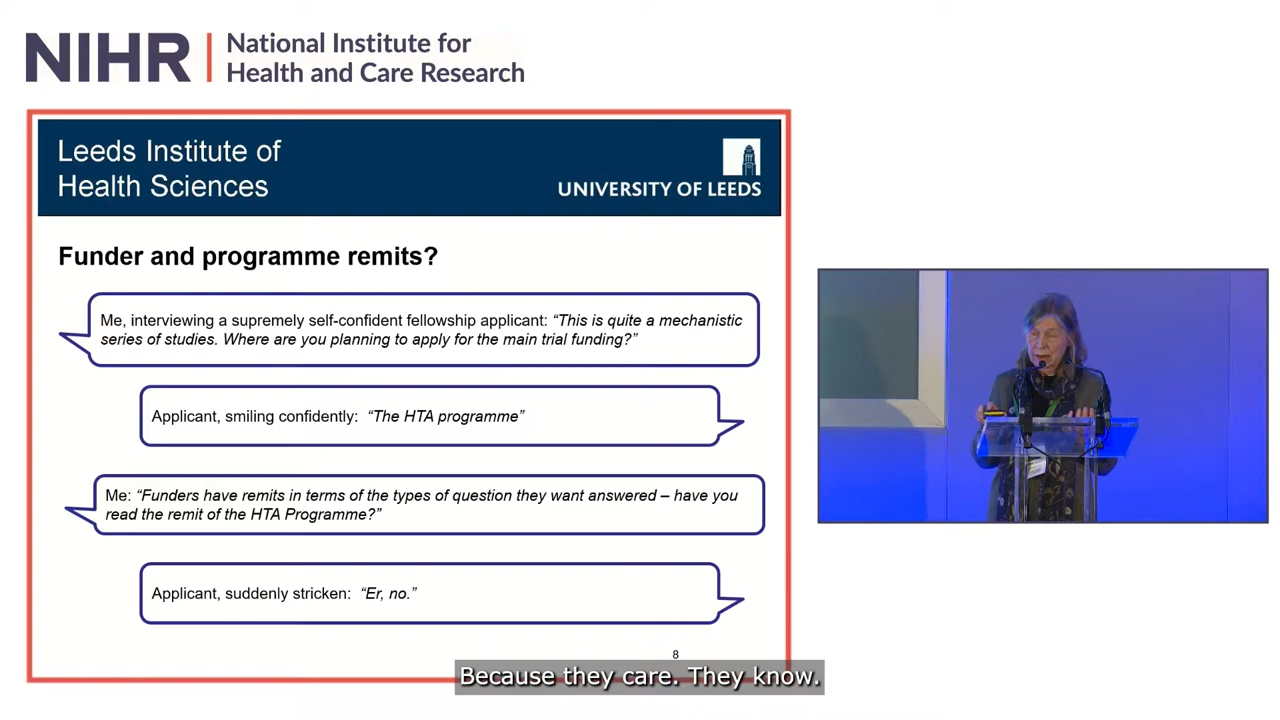 NIHR | National Institute for
Health and Care Research
Leeds Institute of
Health Sciences
UNIVERSITY OF LEEDS
Funder and programme remits?
Me, interviewing a supremely self-confident fellowship applicant: “This is quite a mechanistic
series of studies. Where are you planning to apply for the main trial funding?”
Applicant, smiling confidently: “The HTA programme”
Me: “Funders have remits in terms of the types of question they want answered – have you
read the remit of the HTA Programme?”
Applicant, suddenly stricken: “Er, no.”
8
Because they care. They know.